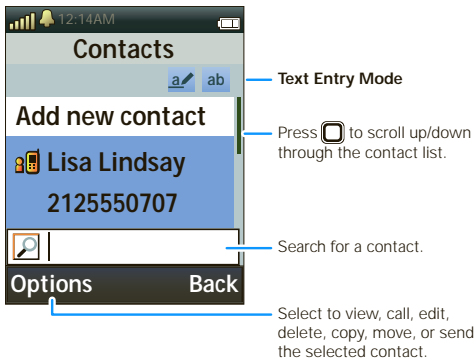 12:14AM
Contacts
a ab
Text Entry Mode
Add new contact
Press to scroll up/down
through the contact list.
Lisa Lindsay
2125550707
Search for a contact.
Options Back
Select to view, call, edit,
delete, copy, move, or send
the selected contact.